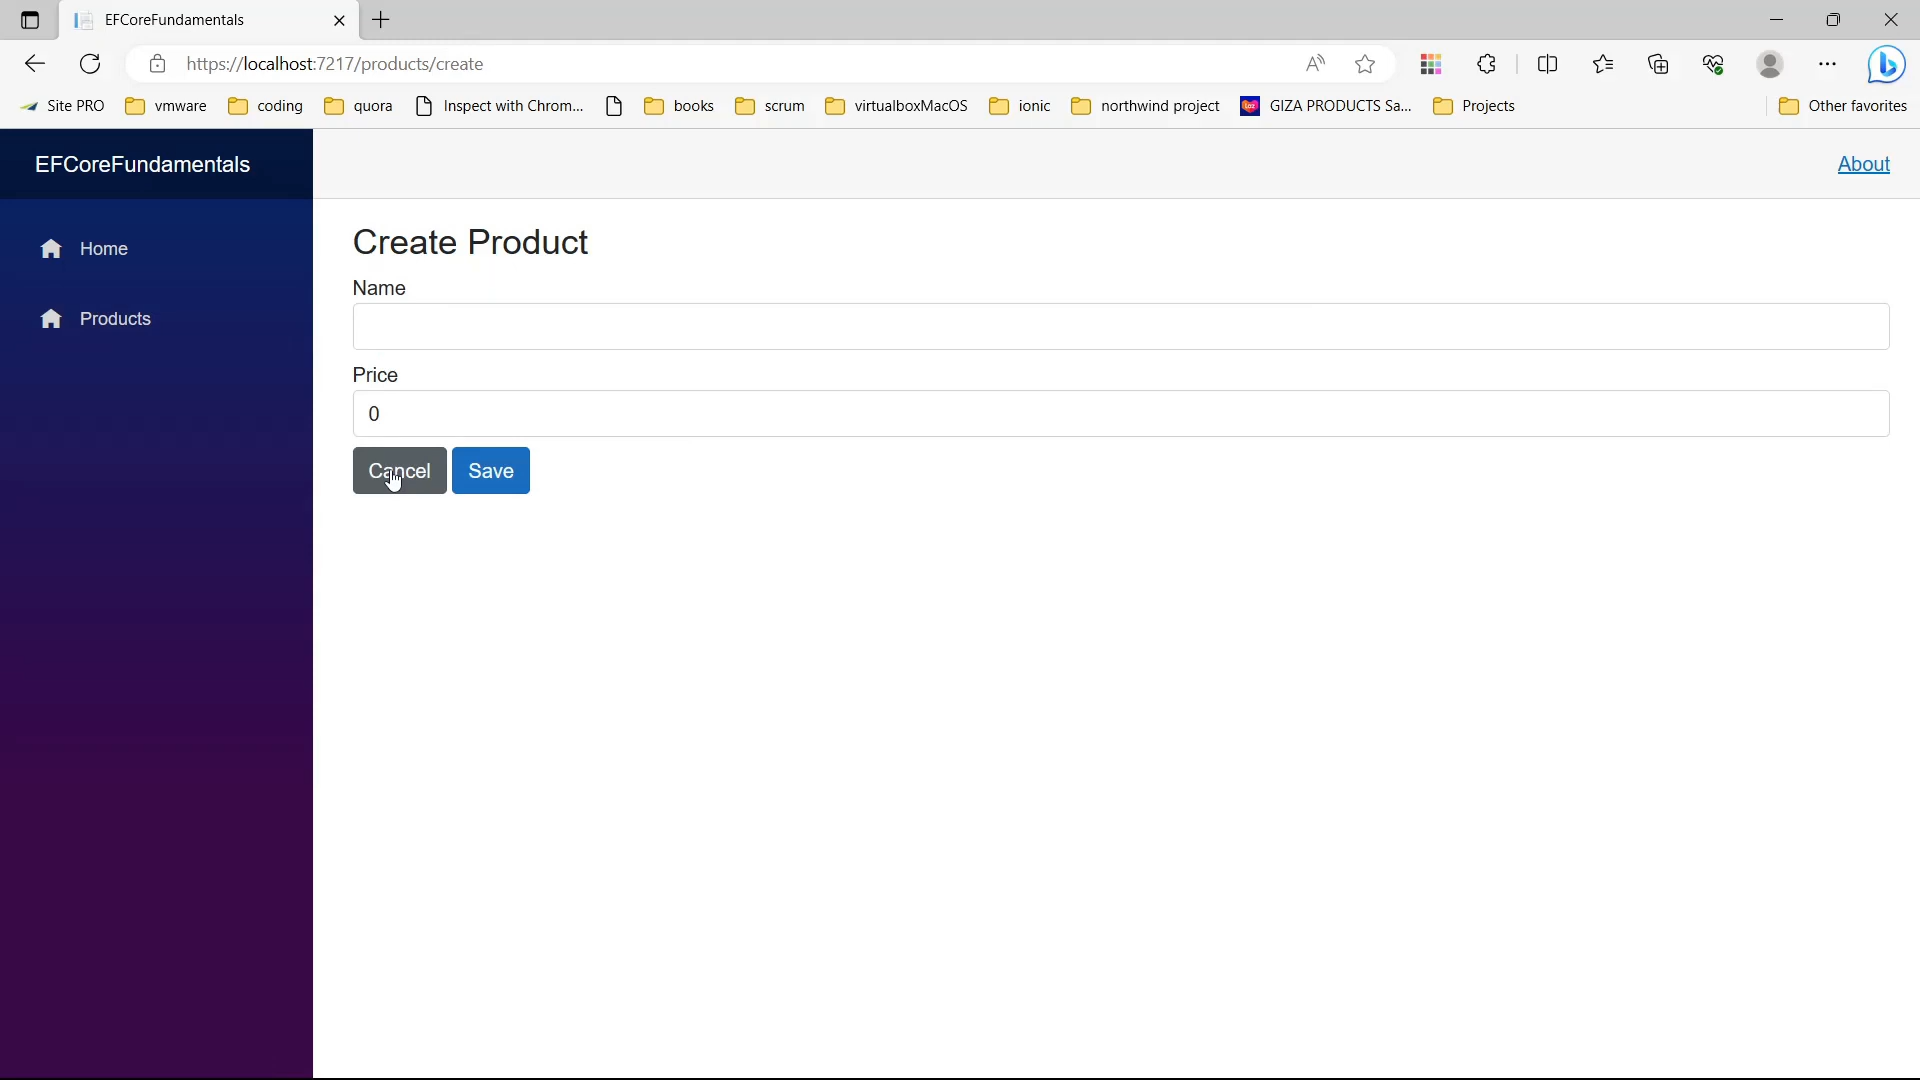 EFCoreFundamentals
https://localhost:7217/products/create
Site PRO vmware coding quora Inspect with Chrom... books scrum virtualboxMacOS ionic northwind project GIZA PRODUCTS Sa... Projects Other favorites
EFCoreFundamentals
About
Home
Products
Create Product
Name
Price
0
Cancel Save